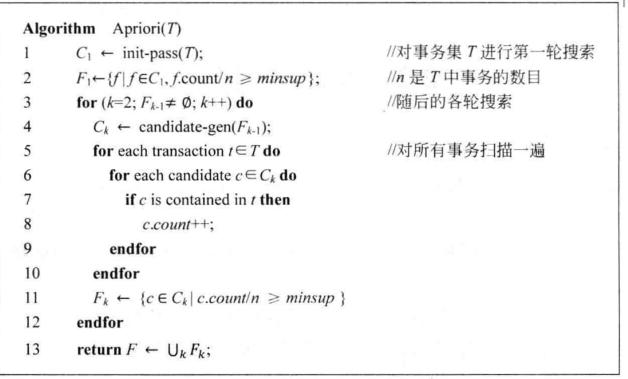 Algorithm Apriori(T)
1 C₁ ← init-pass(T); //对事务集 T 进行第一轮搜索
2 F₁←{f | f∈C₁, f.count/n ≥ minsup}; //n 是 T 中事务的数目
3 for (k=2; Fₖ₋₁≠ ∅; k++) do //随后的各轮搜索
4 Cₖ ← candidate-gen(Fₖ₋₁);
5 for each transaction t∈T do //对所有事务扫描一遍
6 for each candidate c∈Cₖ do
7 if c is contained in t then
8 c.count++;
9 endfor
10 endfor
11 Fₖ ← {c∈Cₖ | c.count/n ≥ minsup }
12 endfor
13 return F ← ∪ₖ Fₖ;